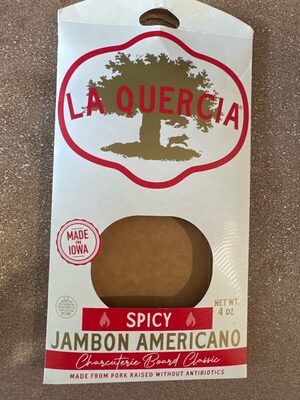 LA QUERCIA®
MADE IN
IOWA
NET WT.
4 OZ
SPICY
JAMBON AMERICANO
Charcuterie Board Classic
MADE FROM PORK RAISED WITHOUT ANTIBIOTICS